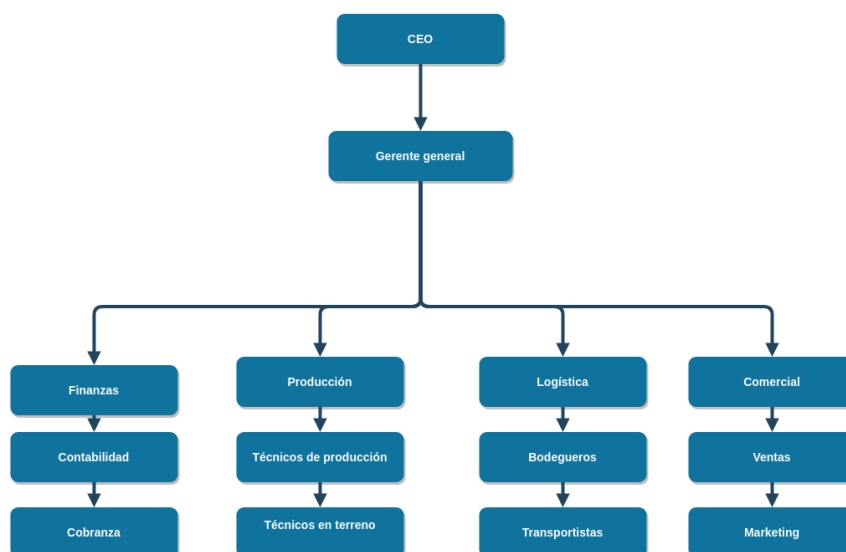 CEO
Gerente general
Finanzas
Producción
Logística
Comercial
Contabilidad
Técnicos de producción
Bodegueros
Ventas
Cobranza
Técnicos en terreno
Transportistas
Marketing